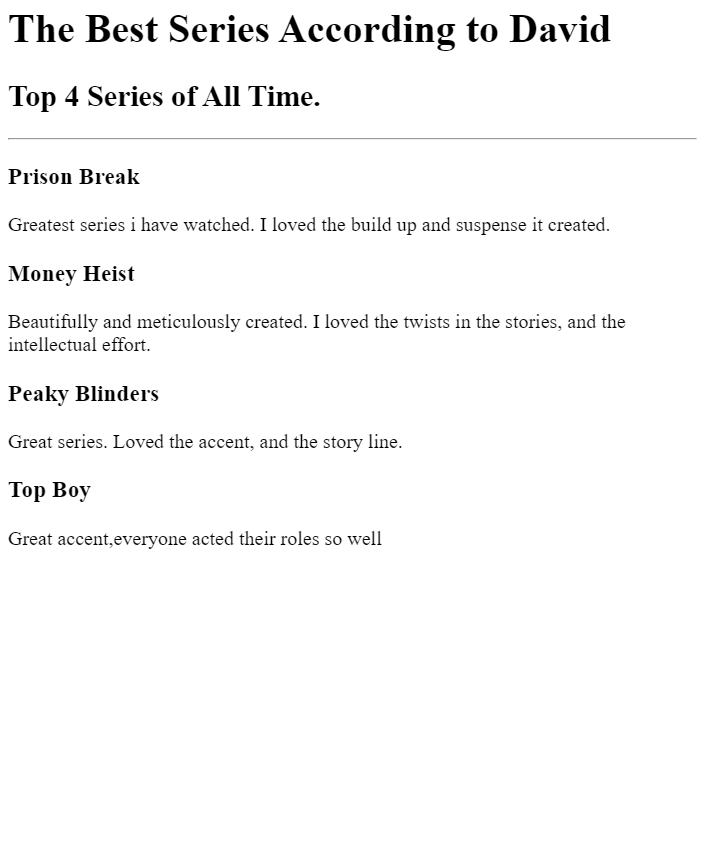 The Best Series According to David
Top 4 Series of All Time.
Prison Break
Greatest series i have watched. I loved the build up and suspense it created.
Money Heist
Beautifully and meticulously created. I loved the twists in the stories, and the
intellectual effort.
Peaky Blinders
Great series. Loved the accent, and the story line.
Top Boy
Great accent,everyone acted their roles so well